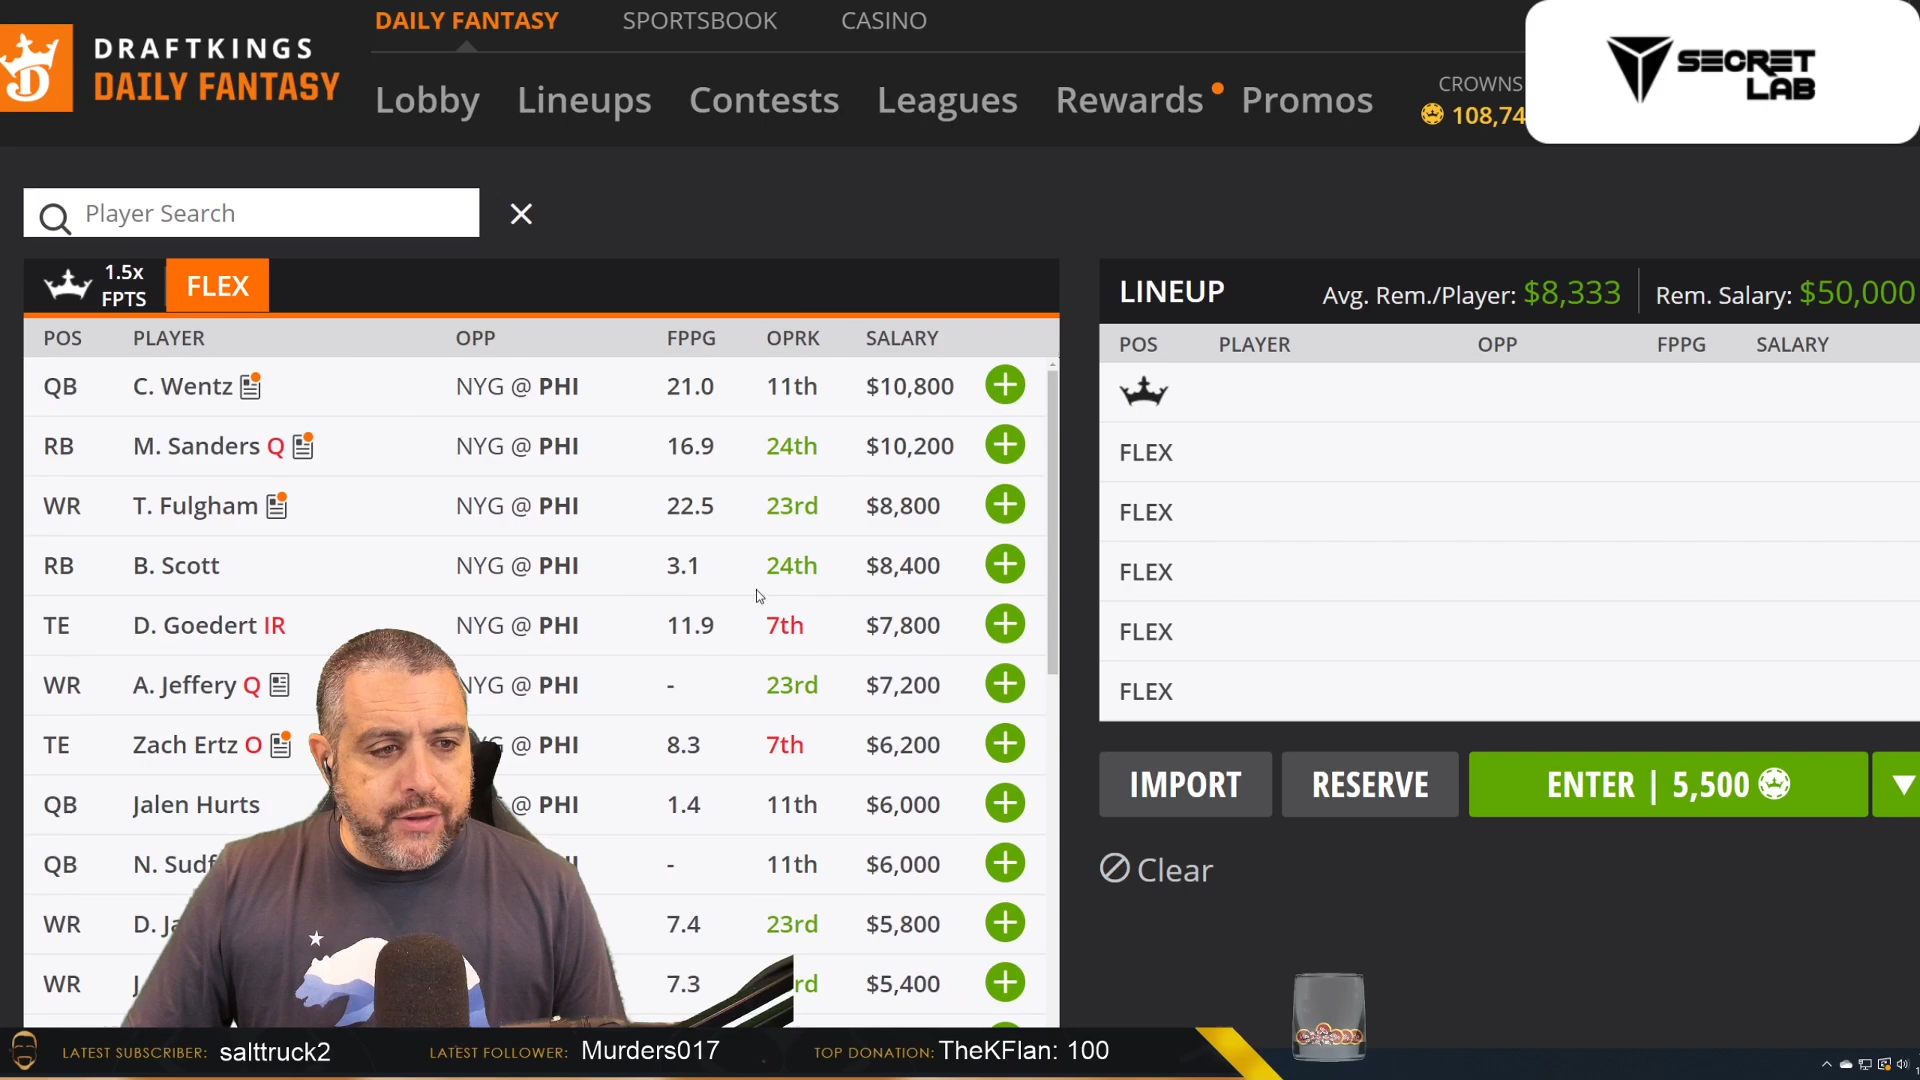 DAILY FANTASY SPORTSBOOK CASINO
DRAFTKINGS
DAILY FANTASY
Lobby Lineups Contests Leagues Rewards Promos
CROWNS
108,74
SECRET
LAB
Player Search
1.5x
FPTS
FLEX
POS PLAYER OPP FPPG OPRK SALARY
QB C. Wentz NYG @ PHI 21.0 11th $10,800
RB M. Sanders Q NYG @ PHI 16.9 24th $10,200
WR T. Fulgham NYG @ PHI 22.5 23rd $8,800
RB B. Scott NYG @ PHI 3.1 24th $8,400
TE D. Goedert IR NYG @ PHI 11.9 7th $7,800
WR A. Jeffery Q NYG @ PHI - 23rd $7,200
TE Zach Ertz O @ PHI 8.3 7th $6,200
QB Jalen Hurts @ PHI 1.4 11th $6,000
QB N. - 11th $6,000
WR D. 7.4 23rd $5,800
WR 7.3 rd $5,400
LINEUP Avg. Rem./Player: $8,333 Rem. Salary: $50,000
POS PLAYER OPP FPPG SALARY
FLEX
FLEX
FLEX
FLEX
FLEX
IMPORT RESERVE ENTER | 5,500
Clear
LATEST SUBSCRIBER: salttruck2 LATEST FOLLOWER: Murders017 TOP DONATION: TheKFlan: 100